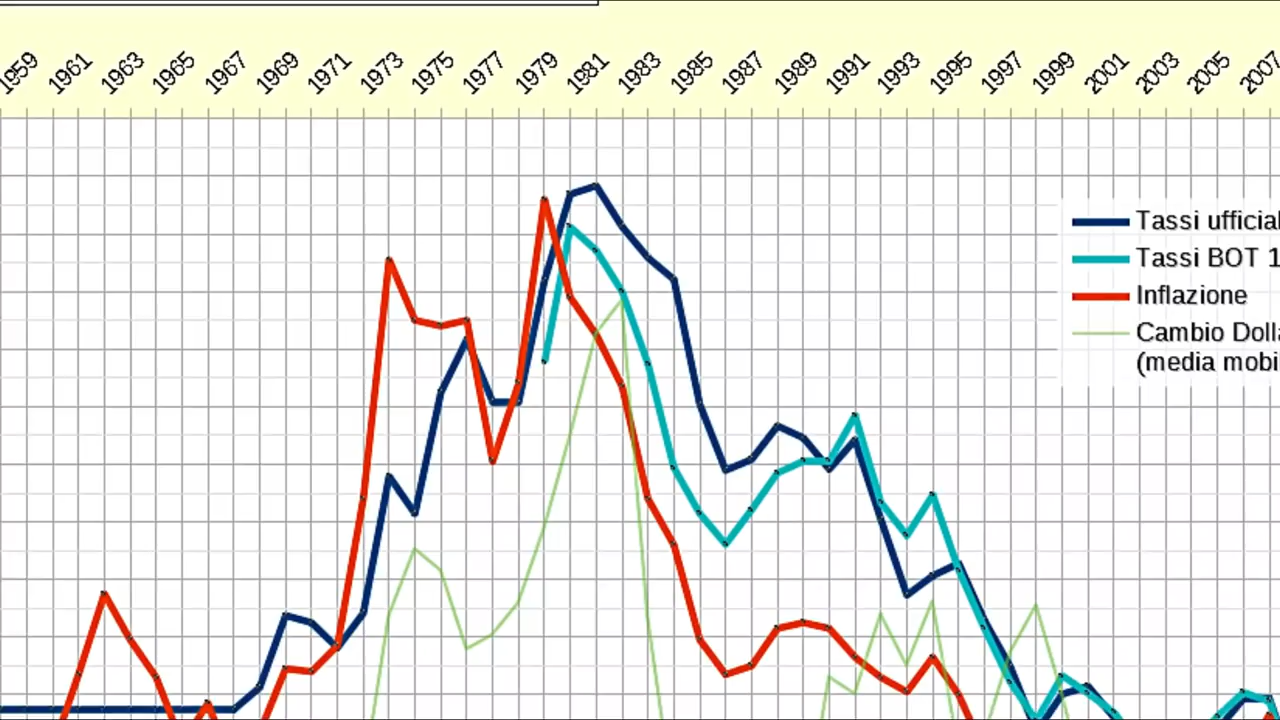 1959 1961 1963 1965 1967 1969 1971 1973 1975 1977 1979 1981 1983 1985 1987 1989 1991 1993 1995 1997 1999 2001 2003 2005 2007
Tassi ufficial
Tassi BOT 1
Inflazione
Cambio Dolla
(media mobi